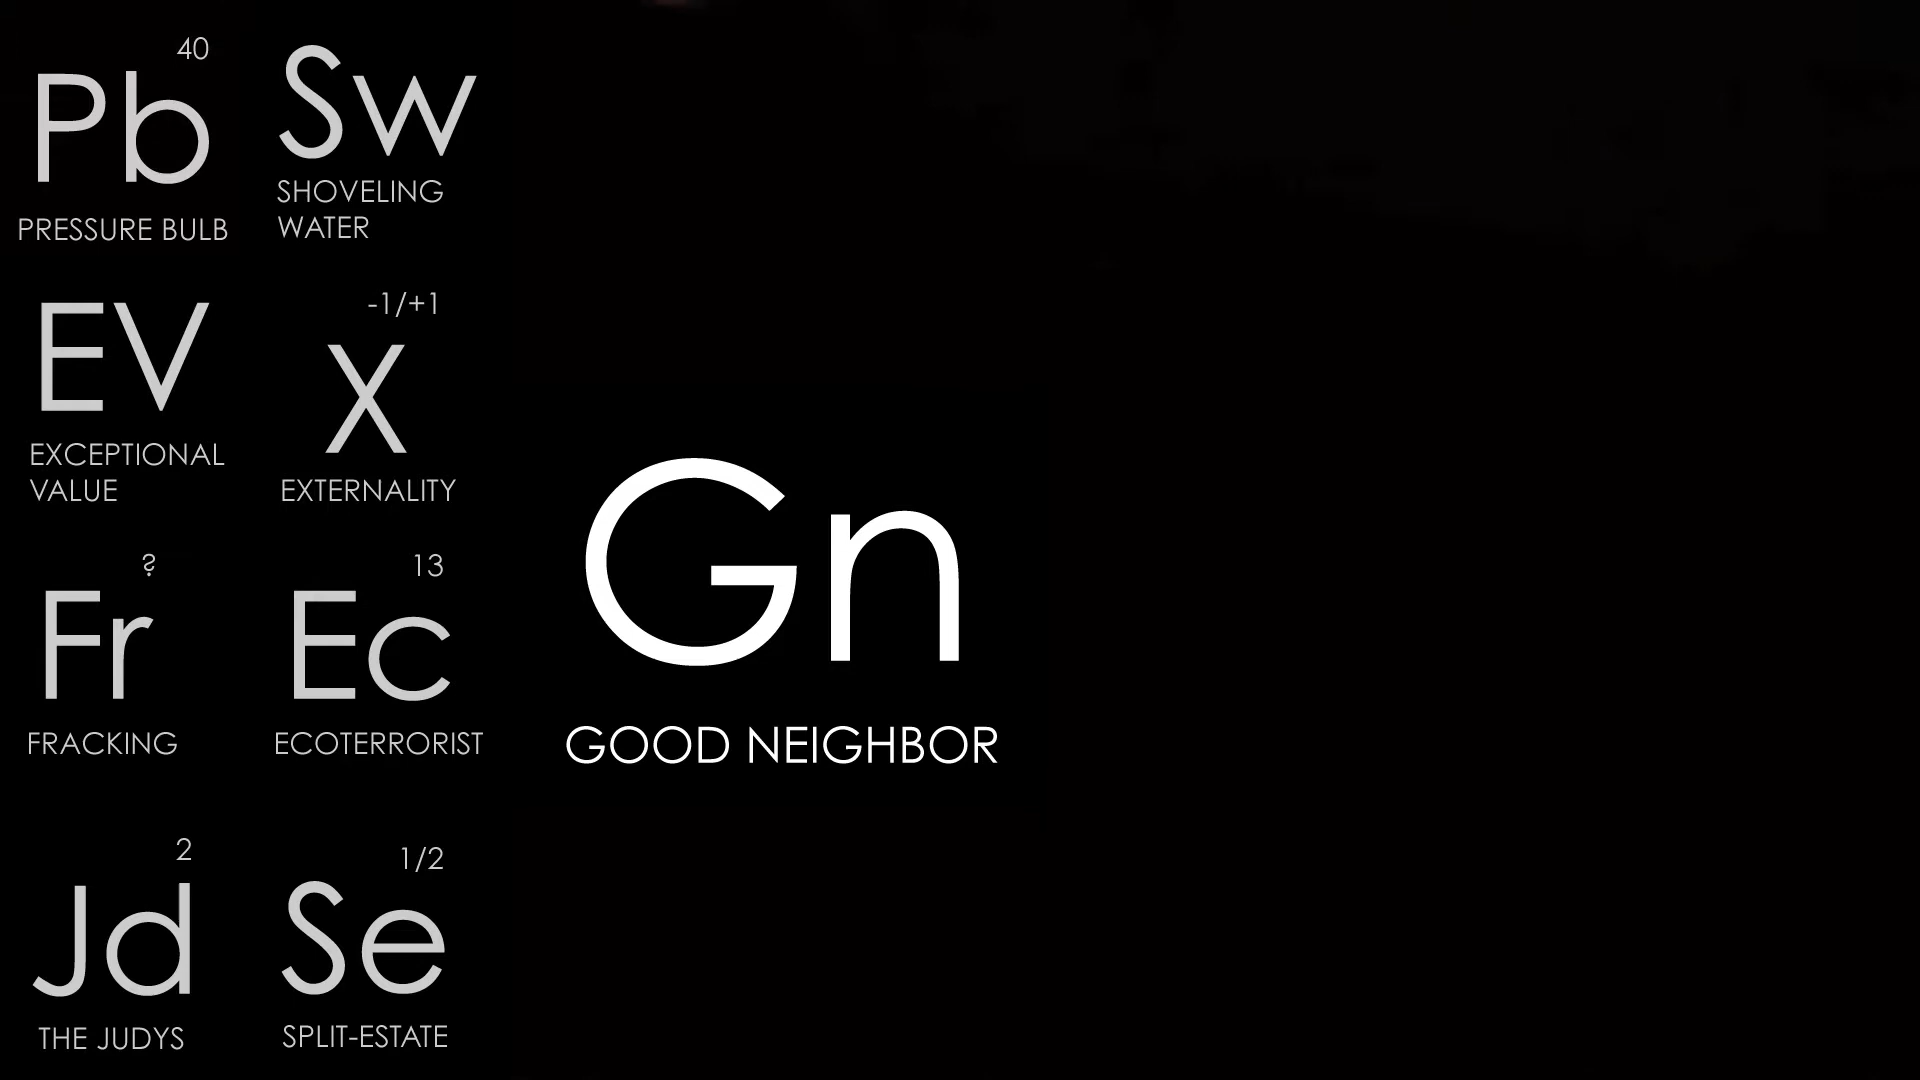 40
Pb
PRESSURE BULB
Sw
SHOVELING
WATER
EV
EXCEPTIONAL
VALUE
-1/+1
X
EXTERNALITY
?
Fr
FRACKING
13
Ec
ECOTERRORIST
Gn
GOOD NEIGHBOR
2
Jd
THE JUDYS
1/2
Se
SPLIT-ESTATE